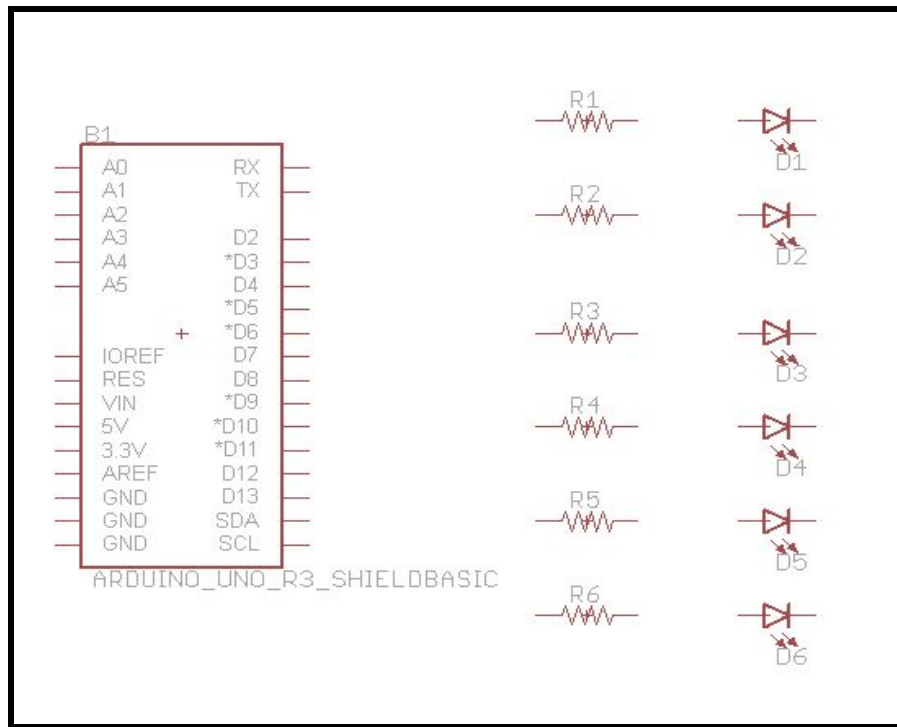 B1
A0 RX
A1 TX
A2
A3 D2
A4 *D3
A5 D4
*D5
*D6
IOREF D7
RES D8
VIN *D9
5V *D10
3.3V *D11
AREF D12
GND D13
GND SDA
GND SCL
ARDUINO_UNO_R3_SHIELDBASIC
R1
D1
R2
D2
R3
D3
R4
D4
R5
D5
R6
D6